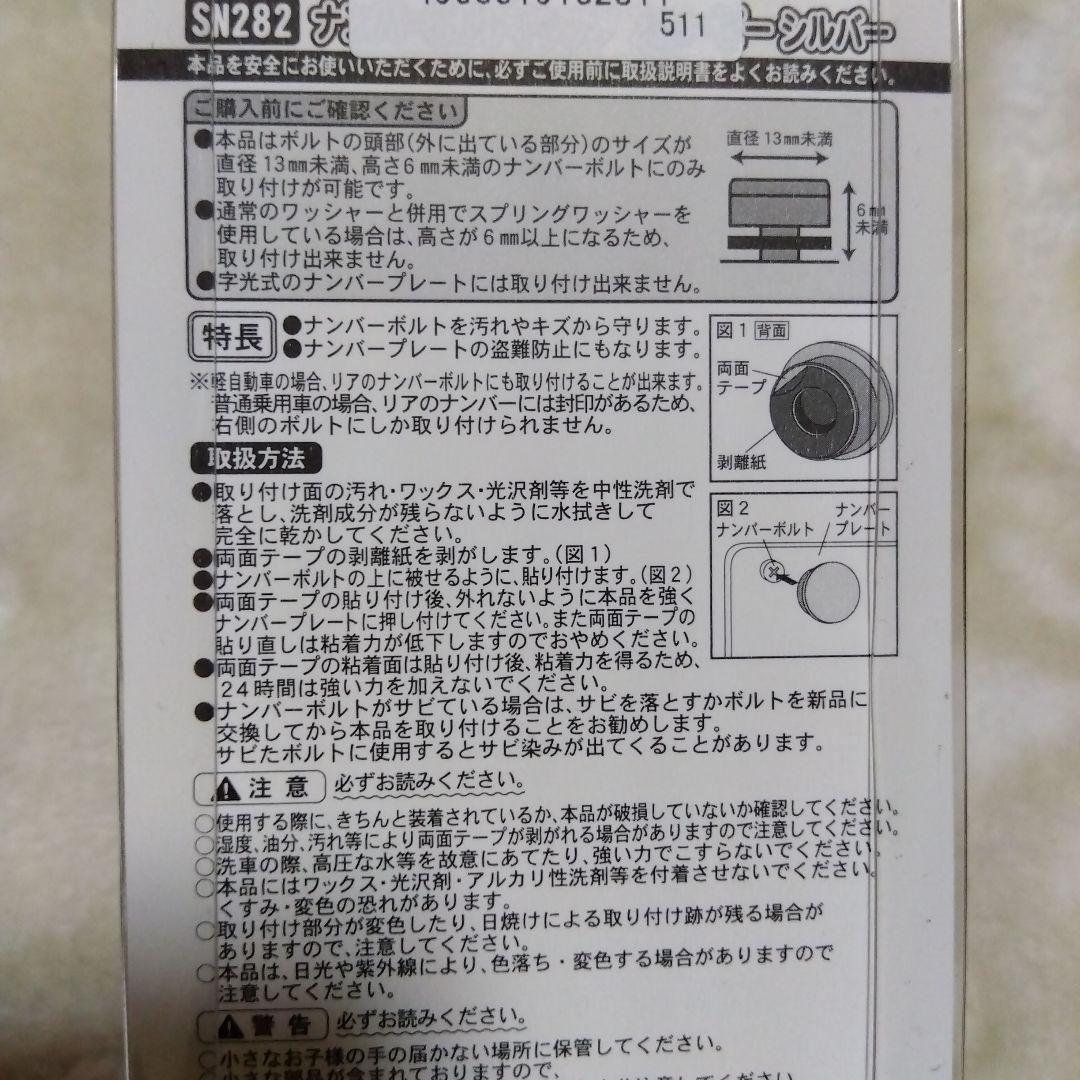 SN282 ナ
511
シルバー
本品を安全にお使いいただくために、必ずご使用前に取扱説明書をよくお読みください。
ご購入前にご確認ください
●本品はボルトの頭部(外に出ている部分)のサイズが
直径13㎜未満、高さ6㎜未満のナンバーボルトにのみ
取り付けが可能です。
●通常のワッシャーと併用でスプリングワッシャーを
使用している場合は、高さが6㎜以上になるため、
取り付け出来ません。
●字光式のナンバープレートには取り付け出来ません。
直径13㎜未満
6㎜
未満
特長
●ナンバーボルトを汚れやキズから守ります。
●ナンバープレートの盗難防止にもなります。
※軽自動車の場合、リアのナンバーボルトにも取り付けることが出来ます。
普通乗用車の場合、リアのナンバーには封印があるため、
右側のボルトにしか取り付けられません。
図1 背面
両面
テープ
剥離紙
取扱方法
●取り付け面の汚れ・ワックス・光沢剤等を中性洗剤で
落とし、洗剤成分が残らないように水拭きして
完全に乾かしてください。
●両面テープの剥離紙を剥がします。(図1)
●ナンバーボルトの上に被せるように、貼り付けます。(図2)
●両面テープの貼り付け後、外れないように本品を強く
ナンバープレートに押し付けてください。また両面テープの
貼り直しは粘着力が低下しますのでおやめください。
●両面テープの粘着面は貼り付け後、粘着力を得るため、
24時間は強い力を加えないでください。
●ナンバーボルトがサビている場合は、サビを落とすかボルトを新品に
交換してから本品を取り付けることをお勧めします。
サビたボルトに使用するとサビ染みが出てくることがあります。
図2
ナンバーボルト
ナンバー
プレート
注意 必ずお読みください。
○使用する際に、きちんと装着されているか、本品が破損していないか確認してください。
○湿度、油分、汚れ等により両面テープが剥がれる場合がありますので注意してください。
○洗車の際、高圧な水等を故意にあてたり、強い力でこすらないでください。
○本品にはワックス・光沢剤・アルカリ性洗剤等を付着させないでください。
くすみ・変色の恐れがあります。
○取り付け部分が変色したり、日焼けによる取り付け跡が残る場合が
ありますので、注意してください。
○本品は、日光や紫外線により、色落ち・変色する場合がありますので
注意してください。
警告 必ずお読みください。
○小さなお子様の手の届かない場所に保管してください。
○小さな部品が含まれておりますので、